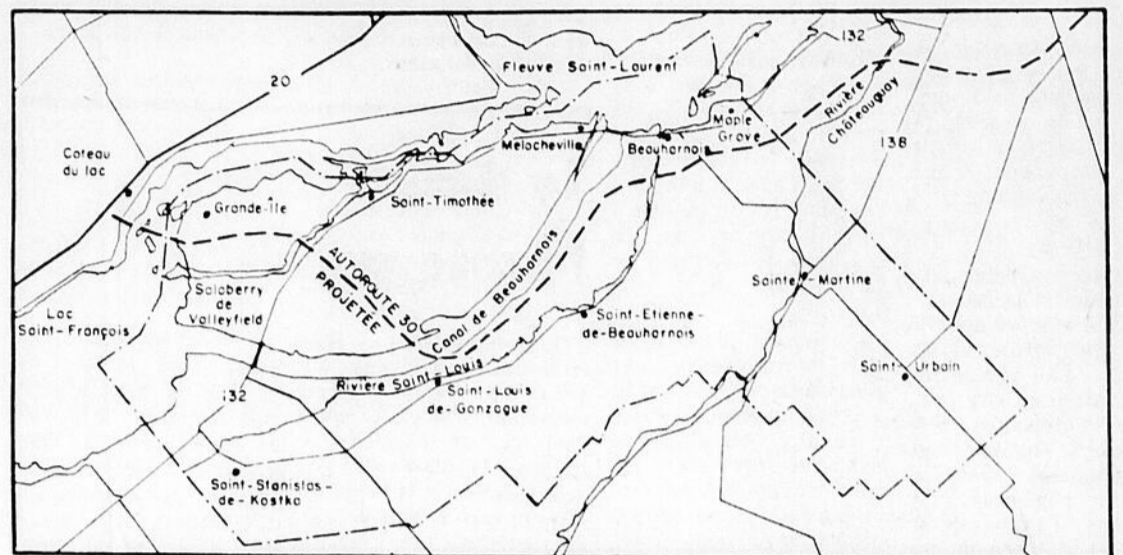 132
Fleuve Saint-Laurent
20
Maple
Grove
Rivière
Châteauguay
138
Melocheville
Beauharnois
Coteau
du lac
Grande-Île
Saint-Timothée
AUTOROUTE 30
PROJETÉE
Canal de Beauharnois
Salaberry de
Valleyfield
Lac
Saint-François
Sainte-Martine
Saint-Etienne-
de-Beauharnois
Rivière Saint-Louis
Saint-Louis
de-Gonzague
Saint-Urbain
132
Saint-Stanislas-
de-Kostka